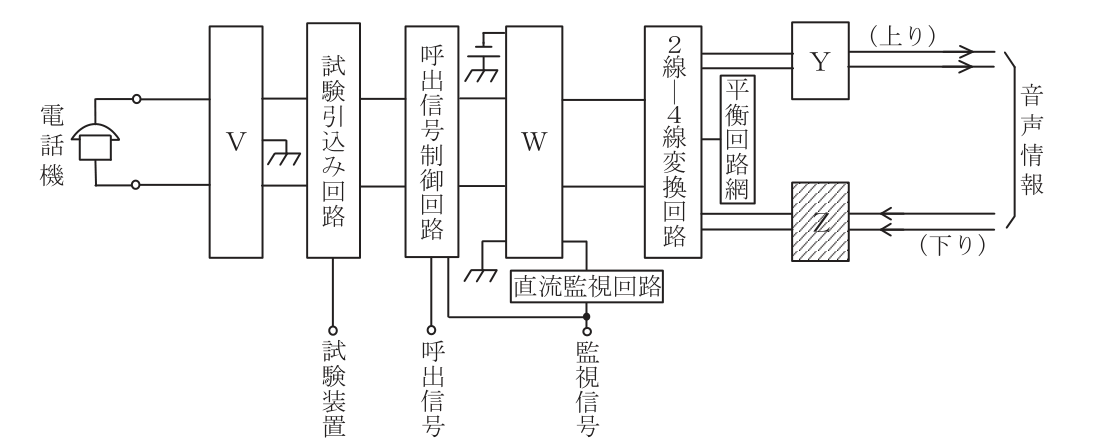 電話機
V
試験引込み回路
呼出信号制御回路
W
2線―4線変換回路
平衡回路網
Y
(上り)
音声情報
Z
(下り)
直流監視回路
試験装置
呼出信号
監視信号